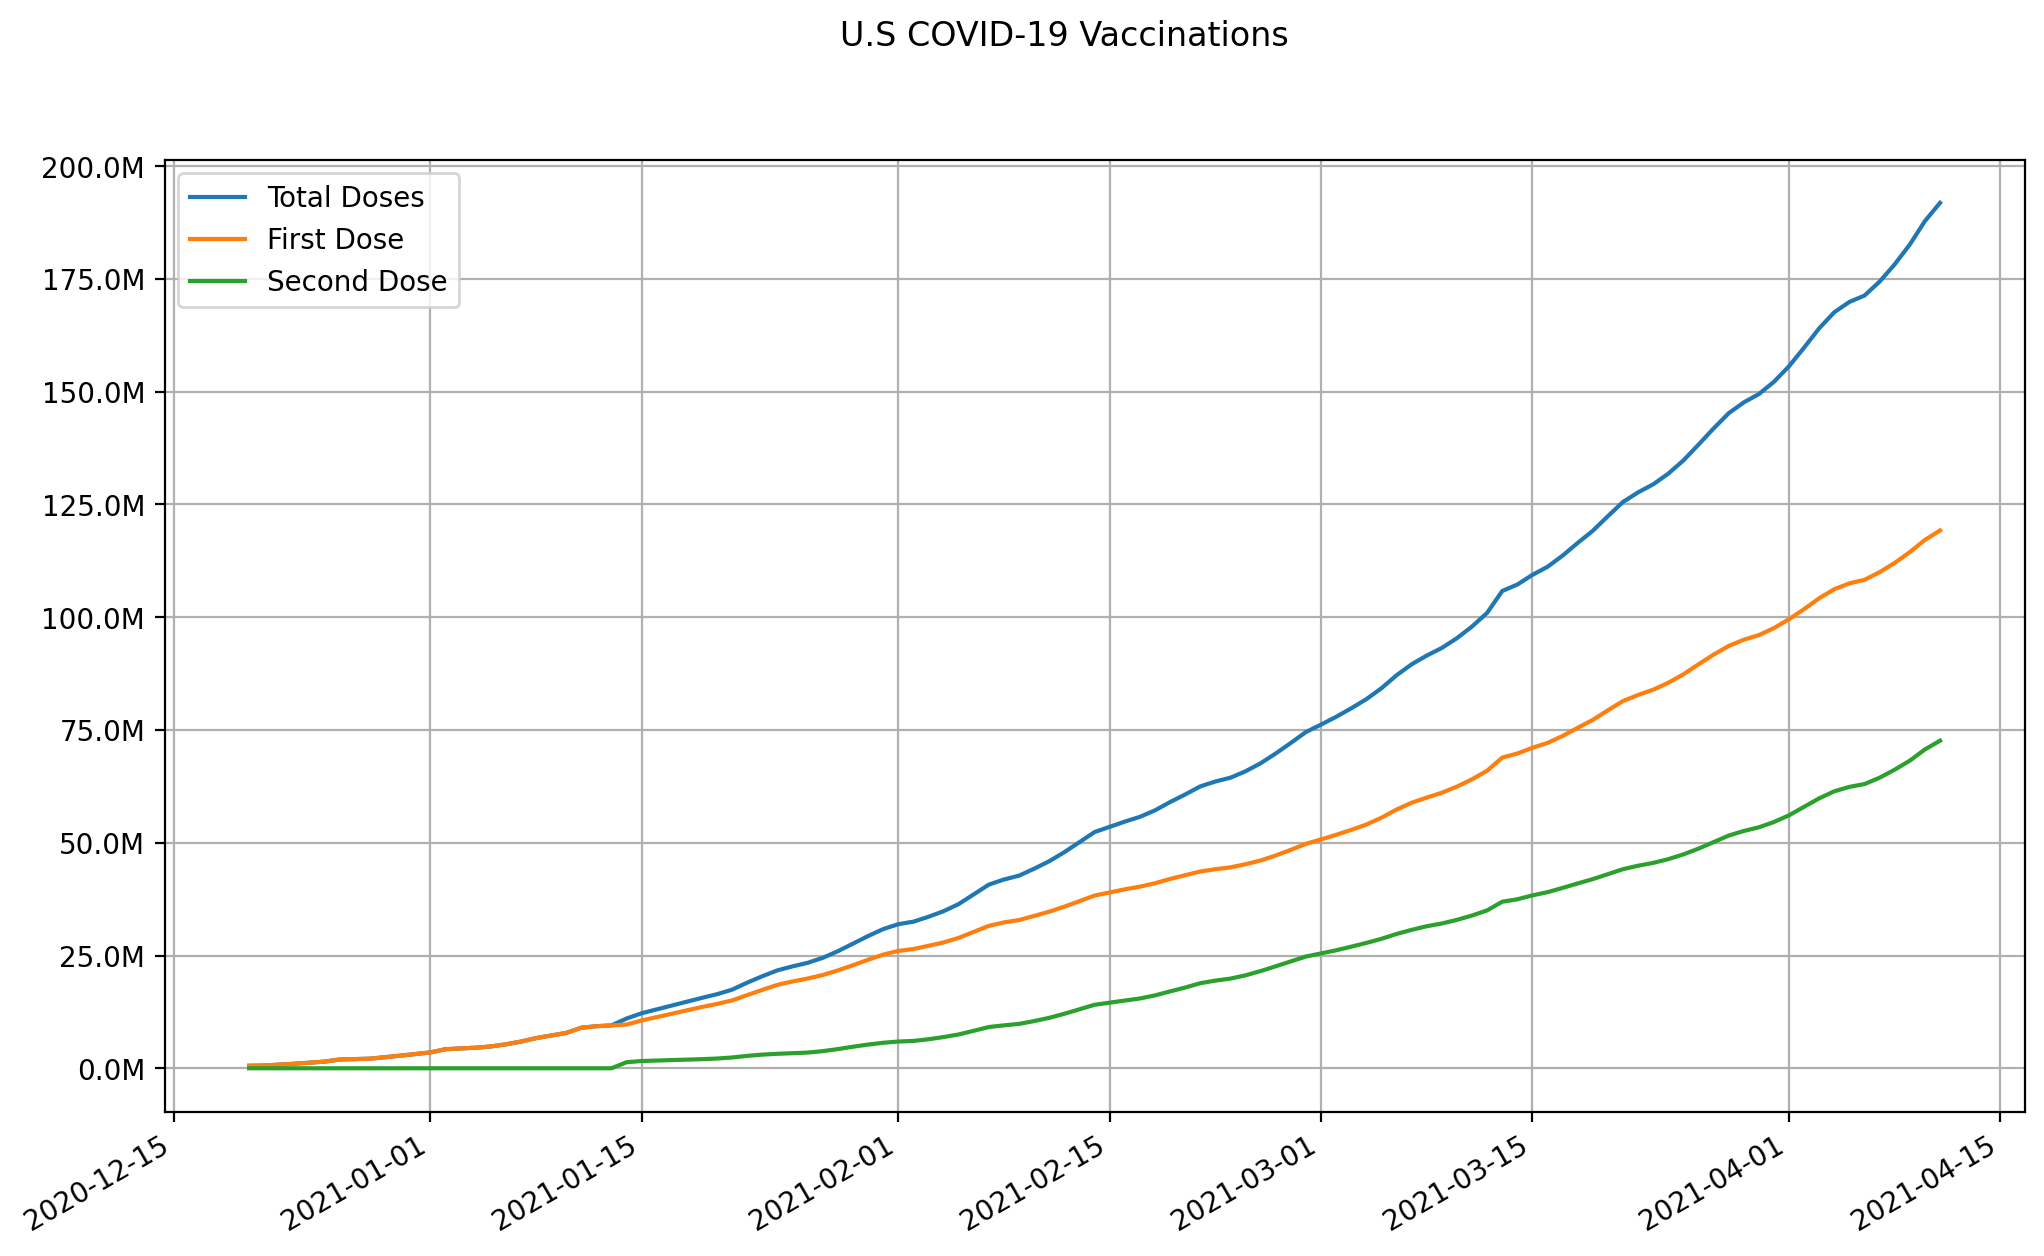 U.S COVID-19 Vaccinations
200.0M
175.0M
150.0M
125.0M
100.0M
75.0M
50.0M
25.0M
0.0M
Total Doses
First Dose
Second Dose
2020-12-15
2021-01-01
2021-01-15
2021-02-01
2021-02-15
2021-03-01
2021-03-15
2021-04-01
2021-04-15